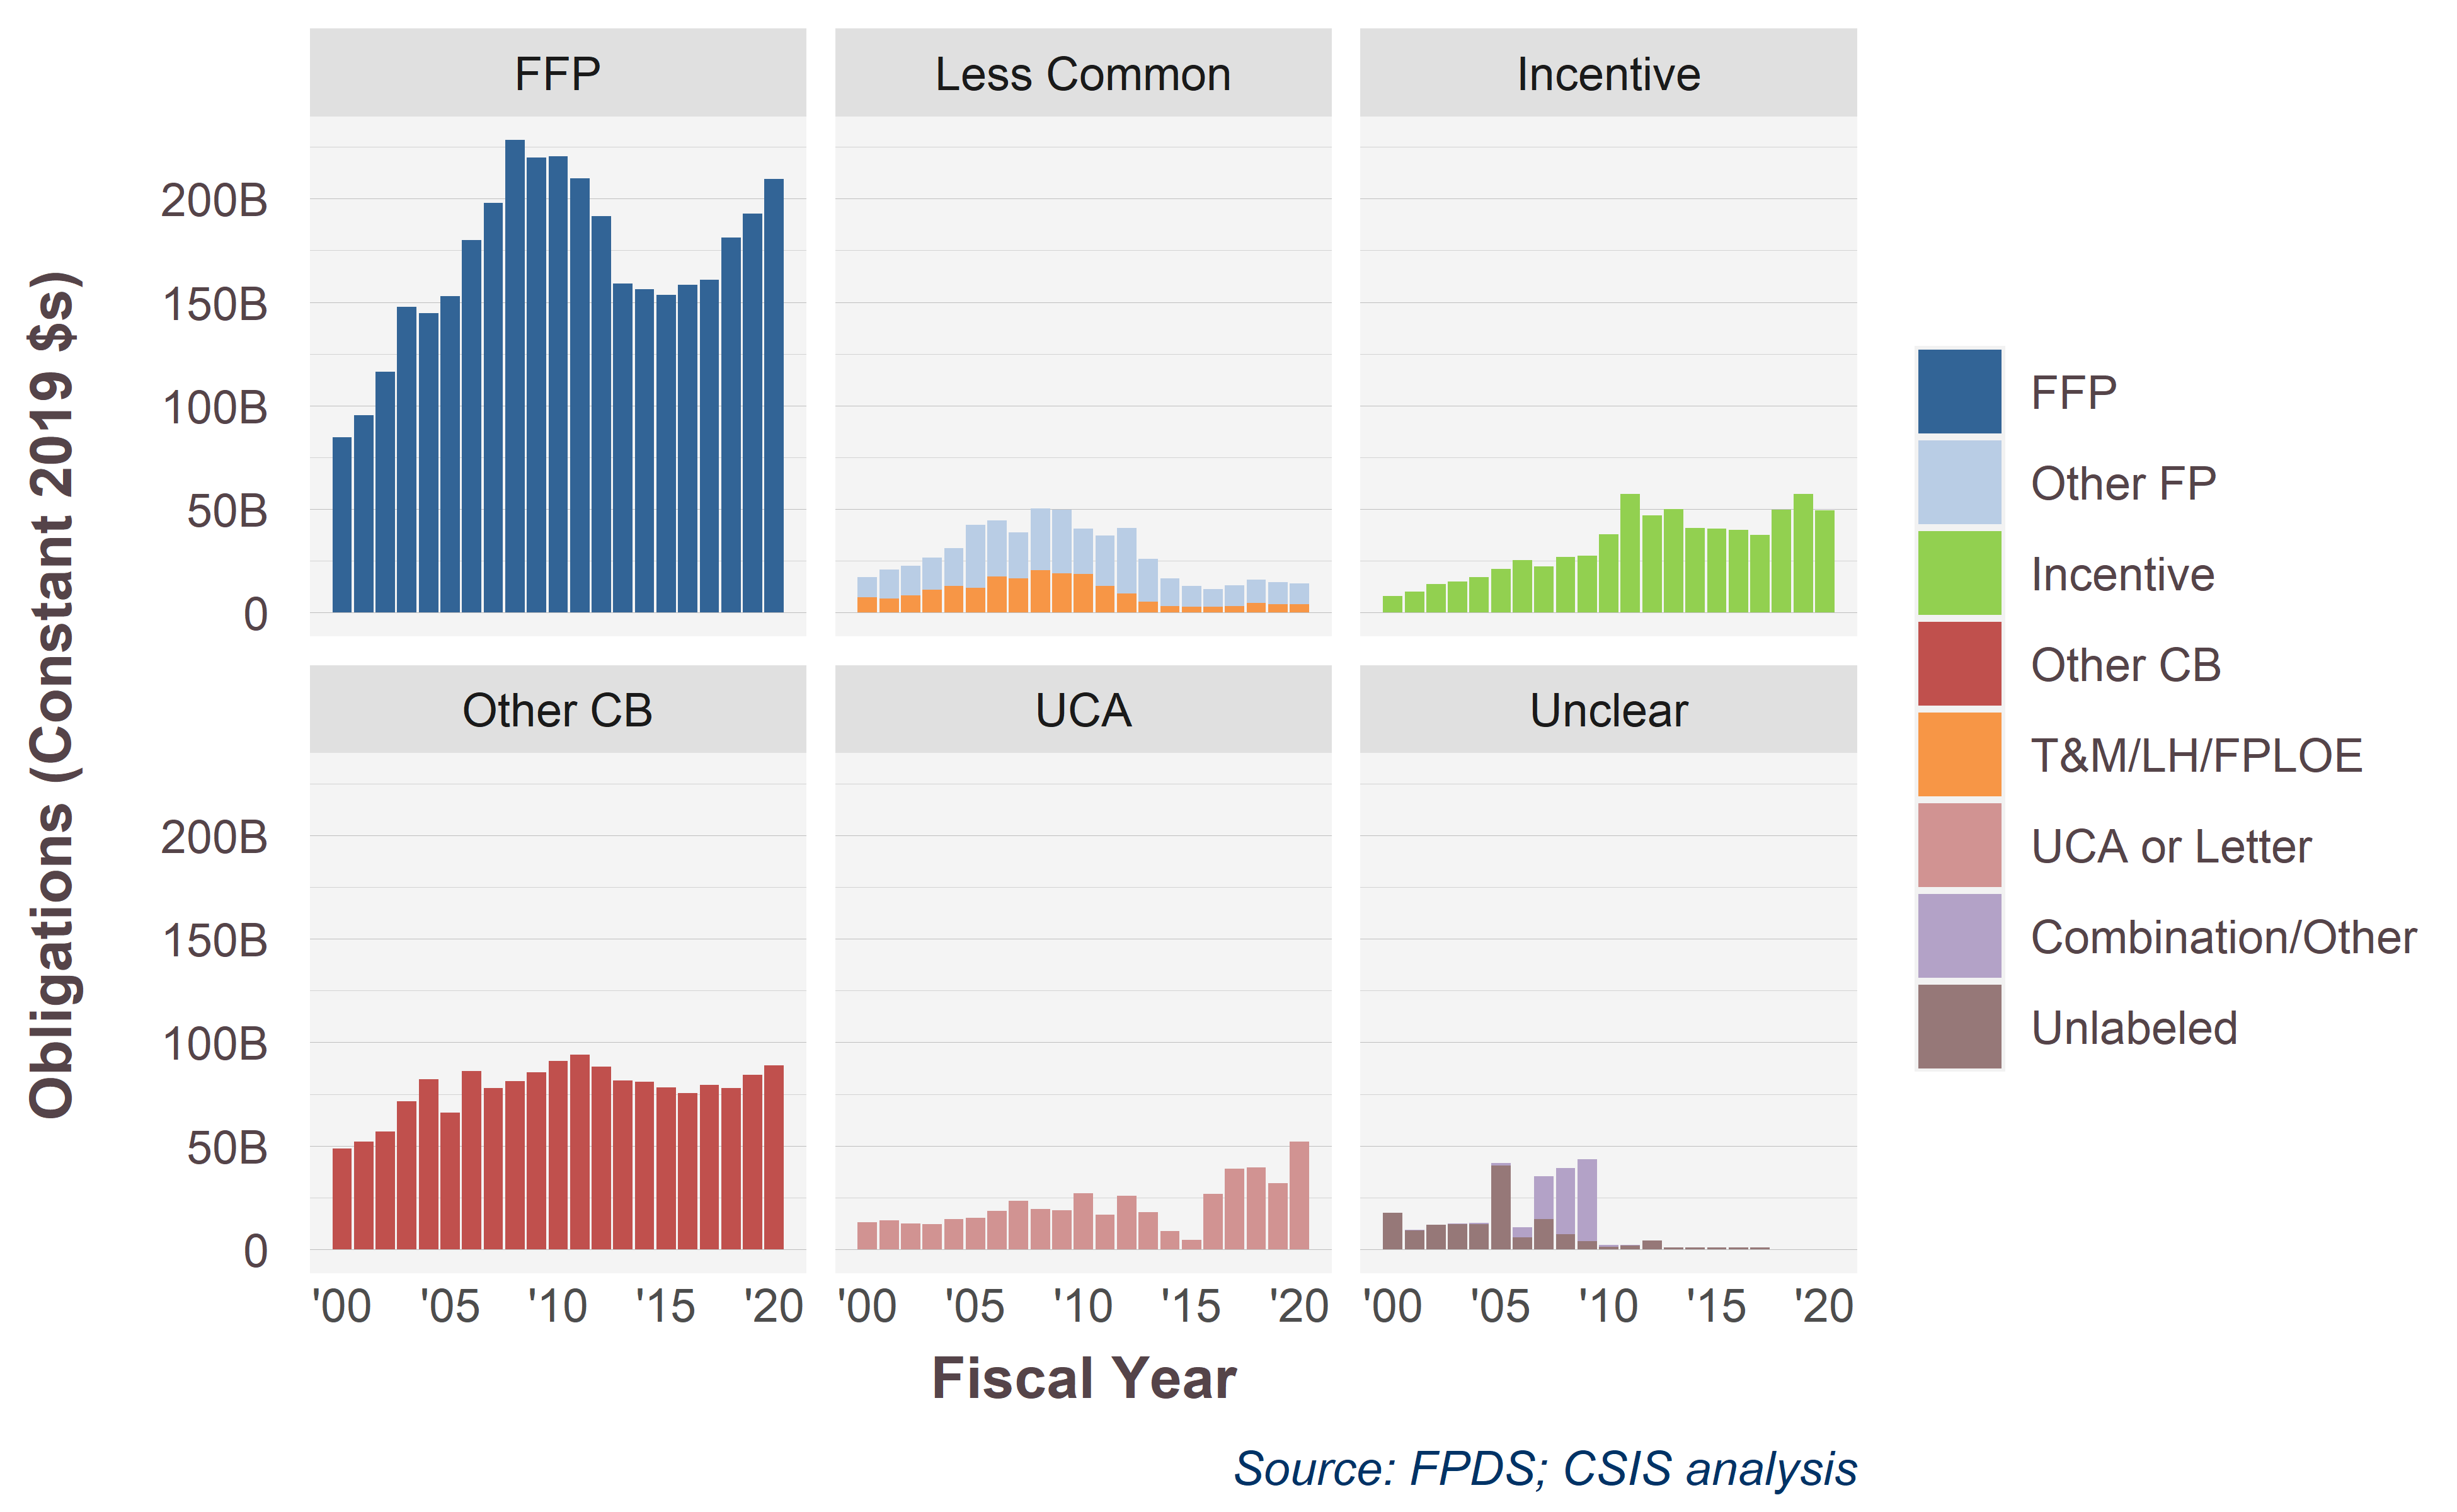 FFP
Less Common
Incentive
Obligations (Constant 2019 $s)
200B
150B
100B
50B
0
Other CB
UCA
Unclear
200B
150B
100B
50B
0
'00 '05 '10 '15 '20
'00 '05 '10 '15 '20
'00 '05 '10 '15 '20
Fiscal Year
FFP
Other FP
Incentive
Other CB
T&M/LH/FPLOE
UCA or Letter
Combination/Other
Unlabeled
Source: FPDS; CSIS analysis